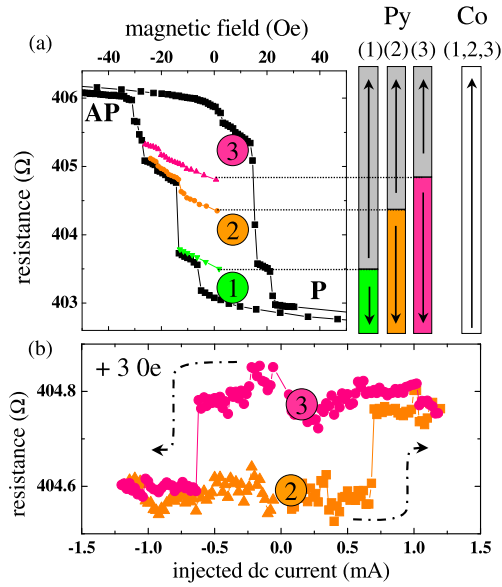 magnetic field (Oe)
-40 -20 0 20 40
Py
Co
(a)
(1) (2) (3)
(1,2,3)
406
405
404
403
resistance (Ω)
AP
3
2
1
P
(b)
+ 3 0e
404.8
404.6
resistance (Ω)
3
2
-1.5 -1.0 -0.5 0.0 0.5 1.0 1.5
injected dc current (mA)